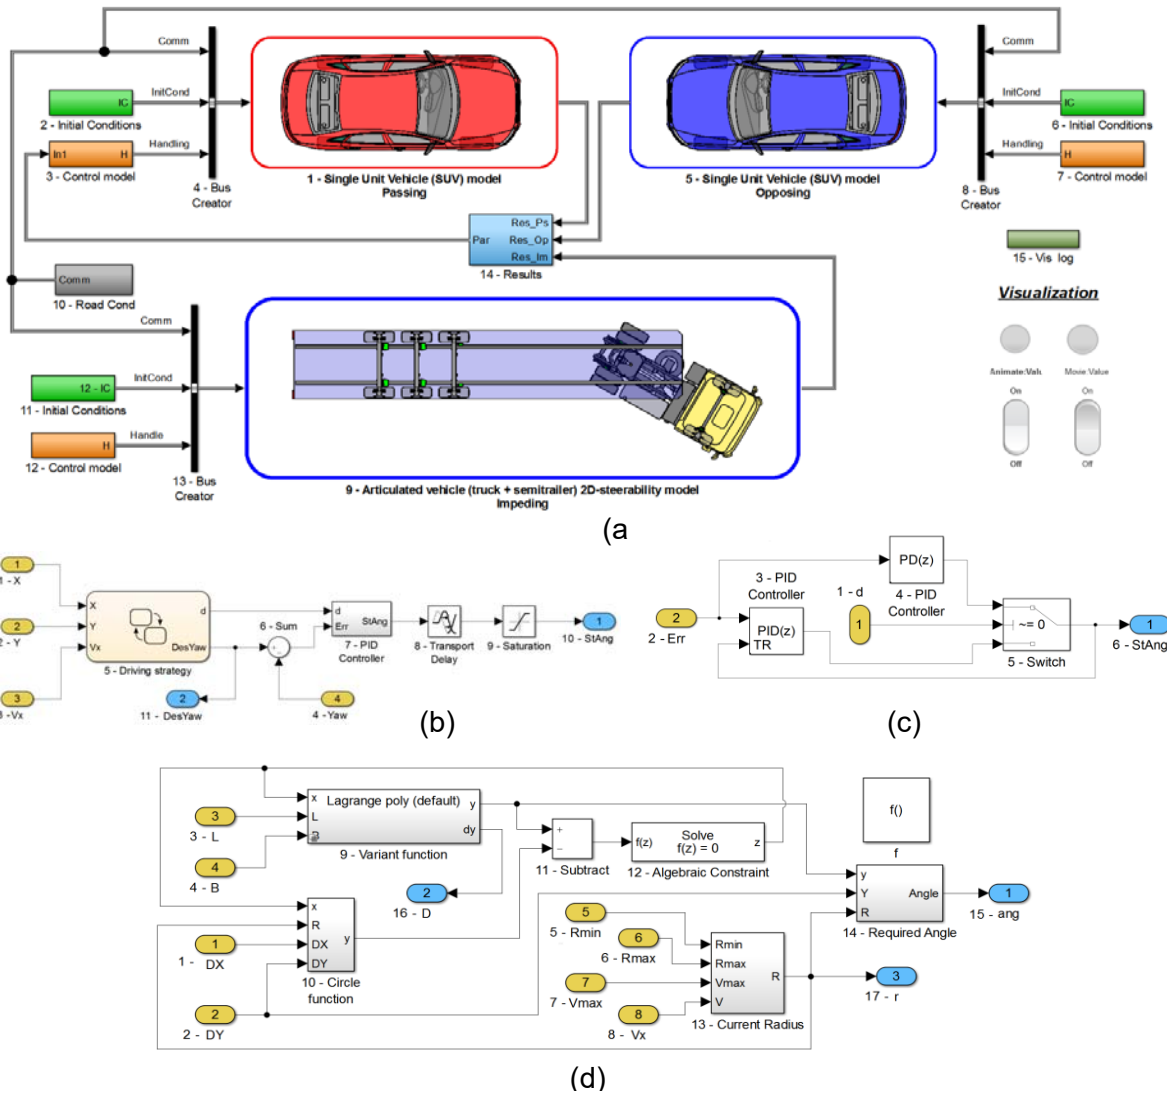 Comm
IC
InitCond
2 - Initial Conditions
In1
H
Handling
3 - Control model
4 - Bus
Creator
1 - Single Unit Vehicle (SUV) model
Passing
5 - Single Unit Vehicle (SUV) model
Opposing
Comm
InitCond
IC
6 - Initial Conditions
Handling
H
7 - Control model
8 - Bus
Creator
Par
Res_Ps
Res_Op
Res_Im
14 - Results
15 - Vis log
Visualization
Movie:Value
On
On
Off
Off
Comm
10 - Road Cond
Comm
12 - IC
InitCond
11 - Initial Conditions
H
Handle
12 - Control model
13 - Bus
Creator
9 - Articulated vehicle (truck + semitrailer) 2D-steerability model
Impeding
(a
1
1 - X
2
2 - Y
3
- Vx
X
Y
Vx
d
DesYaw
5 - Driving strategy
2
11 - DesYaw
6 - Sum
4
4 - Yaw
d
Err
StAng
7 - PID
Controller
8 - Transport
Delay
9 - Saturation
1
10 - StAng
(b)
2
2 - Err
3 - PID
Controller
PID(z)
TR
PD(z)
4 - PID
Controller
1 - d
1
~= 0
5 - Switch
1
6 - StAng
(c)
x
L
B
Lagrange poly (default)
y
dy
9 - Variant function
3
3 - L
4
4 - B
2
16 - D
+
−
11 - Subtract
f(z)
Solve
f(z) = 0
z
12 - Algebraic Constraint
f()
f
x
R
DX
DY
y
10 - Circle
function
1
1 -
DX
2
2 - DY
5
5 - Rmin
6
6 - Rmax
7
7 - Vmax
8
8 - Vx
Rmin
Rmax
Vmax
V
R
13 - Current Radius
y
Y
R
Angle
14 - Required Angle
1
15 - ang
3
17 - r
(d)